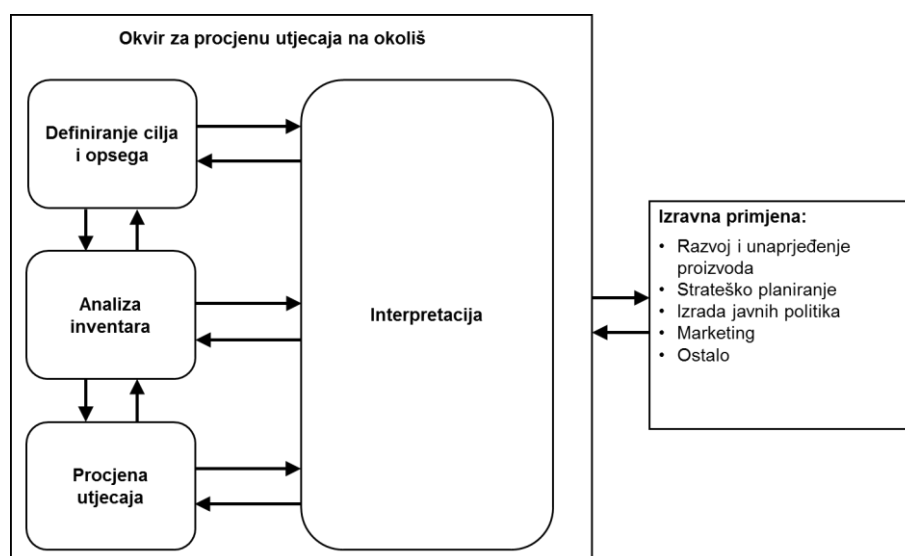 Okvir za procjenu utjecaja na okoliš
Definiranje cilja
i opsega
Analiza
inventara
Procjena
utjecaja
Interpretacija
Izravna primjena:
• Razvoj i unaprjeđenje
proizvoda
• Strateško planiranje
• Izrada javnih politika
• Marketing
• Ostalo